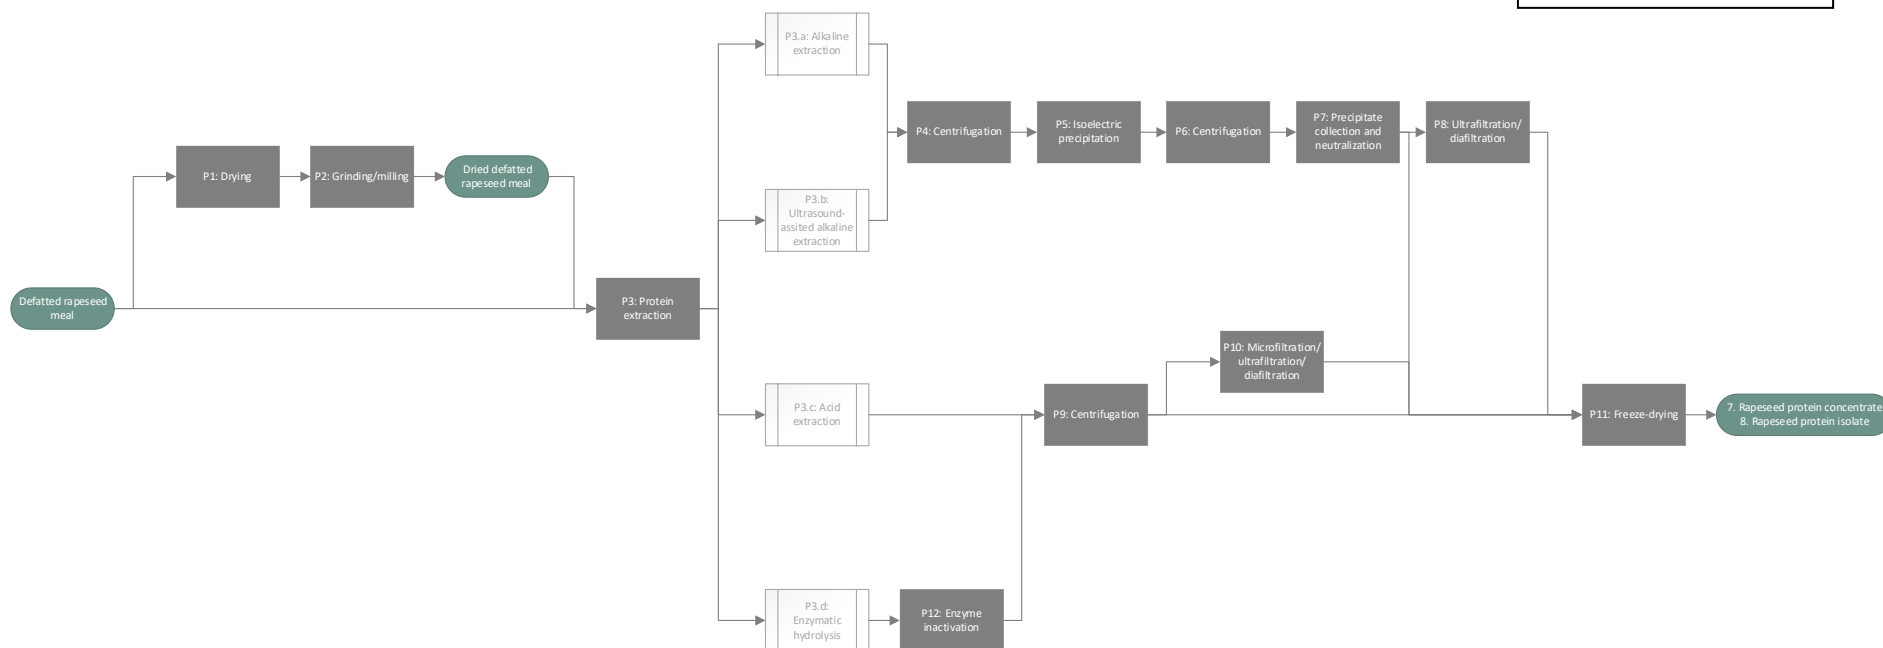 P3.a: Alkaline
extraction
P4: Centrifugation
P5: Isoelectric
precipitation
P6: Centrifugation
P7: Precipitate
collection and
neutralization
P8: Ultrafiltration/
diafiltration
P1: Drying
P2: Grinding/milling
Dried defatted
rapeseed meal
P3.b:
Ultrasound-
assited alkaline
extraction
Defatted rapeseed
meal
P3: Protein
extraction
P10: Microfiltration/
ultrafiltration/
diafiltration
P3.c: Acid
extraction
P9: Centrifugation
P11: Freeze-drying
7. Rapeseed protein concentrate
8. Rapeseed protein isolate
P3.d:
Enzymatic
hydrolysis
P12: Enzyme
inactivation